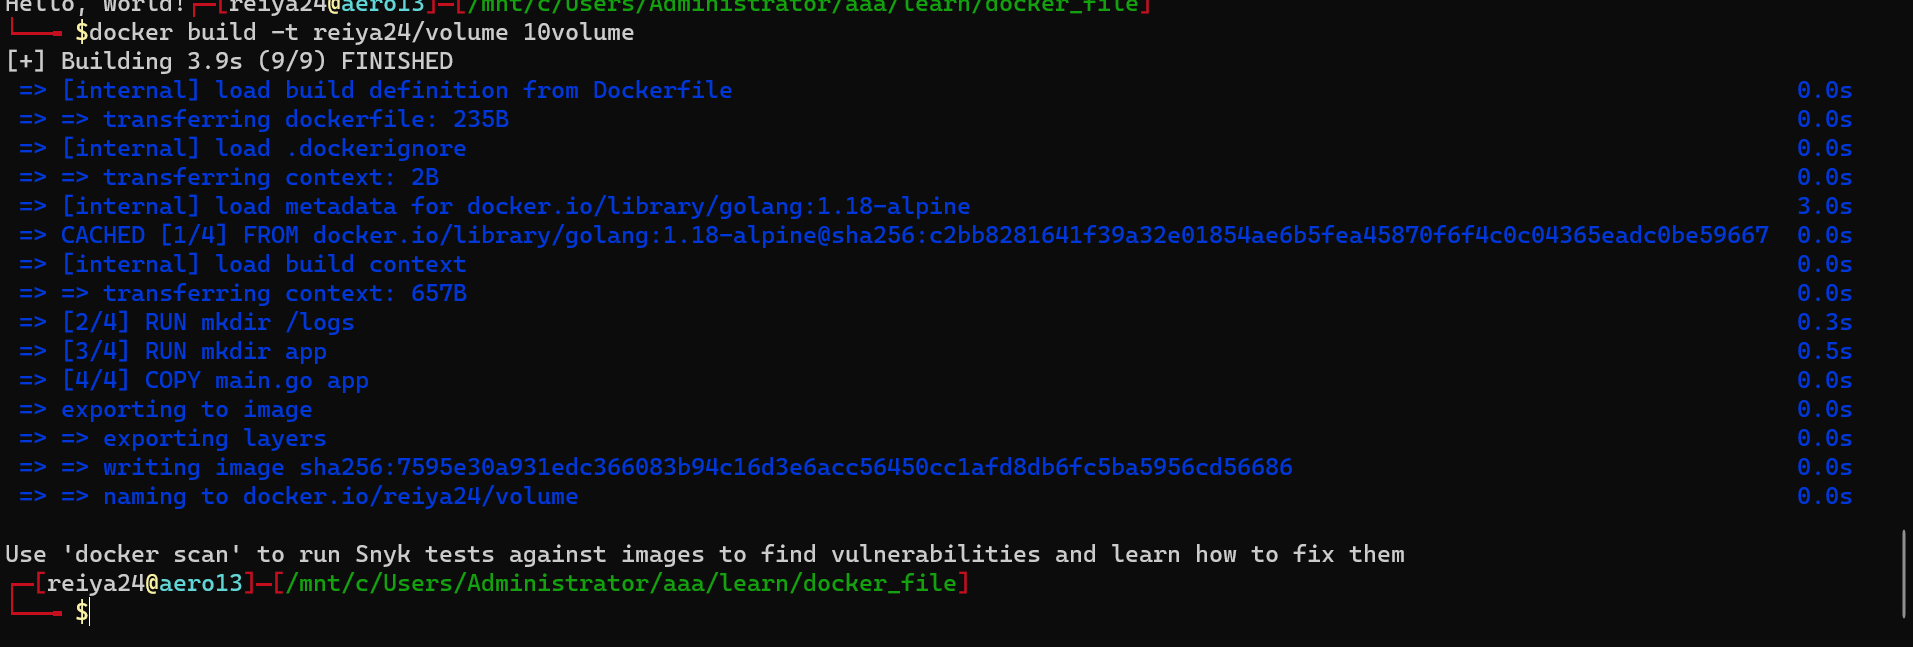 Hello, World!┌─[reiya24@aero13]─[/mnt/c/Users/Administrator/aaa/learn/docker_file]
└──╼ $docker build -t reiya24/volume 10volume
[+] Building 3.9s (9/9) FINISHED
=> [internal] load build definition from Dockerfile 0.0s
=> => transferring dockerfile: 235B 0.0s
=> [internal] load .dockerignore 0.0s
=> => transferring context: 2B 0.0s
=> [internal] load metadata for docker.io/library/golang:1.18-alpine 3.0s
=> CACHED [1/4] FROM docker.io/library/golang:1.18-alpine@sha256:c2bb8281641f39a32e01854ae6b5fea45870f6f4c0c04365eadc0be59667 0.0s
=> [internal] load build context 0.0s
=> => transferring context: 657B 0.0s
=> [2/4] RUN mkdir /logs 0.3s
=> [3/4] RUN mkdir app 0.5s
=> [4/4] COPY main.go app 0.0s
=> exporting to image 0.0s
=> => exporting layers 0.0s
=> => writing image sha256:7595e30a931edc366083b94c16d3e6acc56450cc1afd8db6fc5ba5956cd56686 0.0s
=> => naming to docker.io/reiya24/volume 0.0s
Use 'docker scan' to run Snyk tests against images to find vulnerabilities and learn how to fix them
┌─[reiya24@aero13]─[/mnt/c/Users/Administrator/aaa/learn/docker_file]
└──╼ $